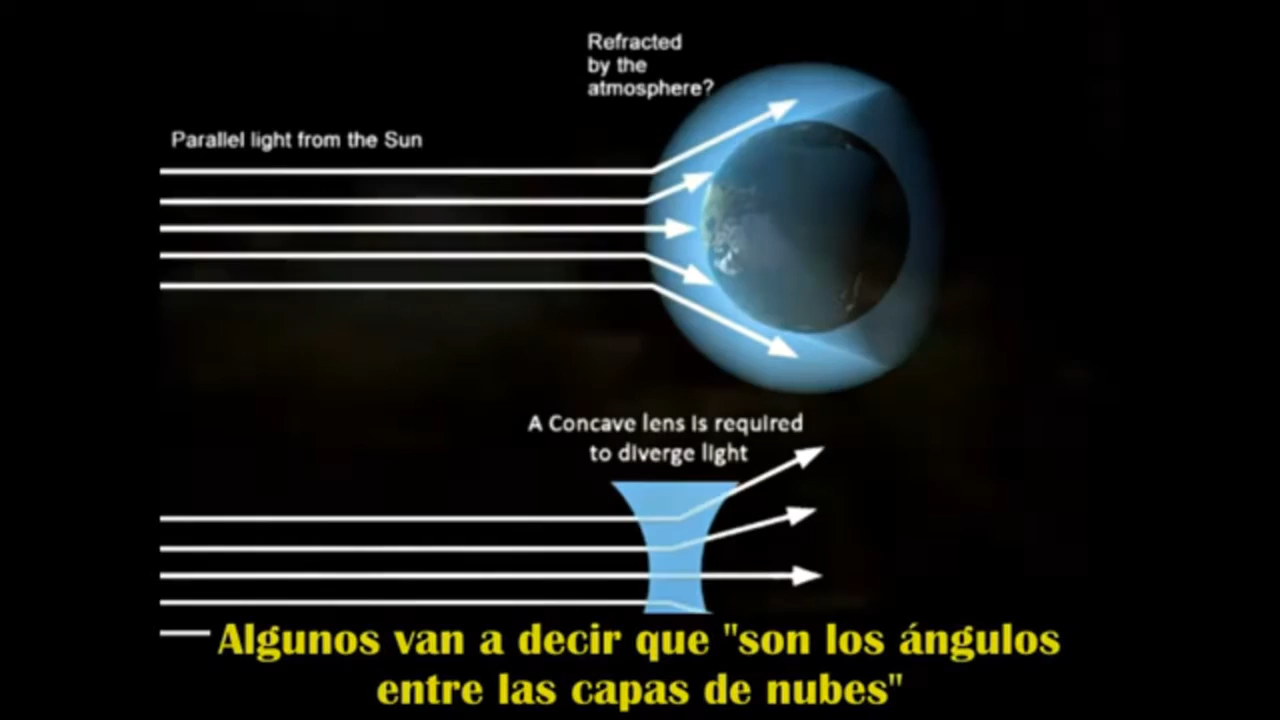 Refracted
by the
atmosphere?
Parallel light from the Sun
A Concave lens is required
to diverge light
Algunos van a decir que "son los ángulos
entre las capas de nubes"